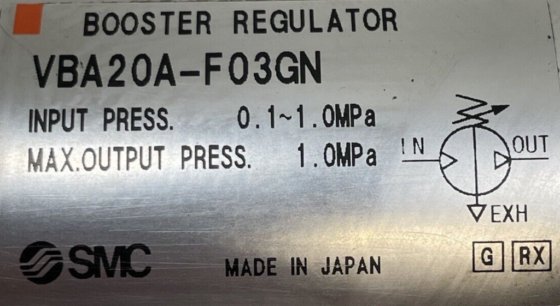 BOOSTER REGULATOR
VBA20A-F03GN
INPUT PRESS. 0.1~1.0MPa
MAX.OUTPUT PRESS. 1.0MPa
IN OUT
EXH
SMC MADE IN JAPAN G RX